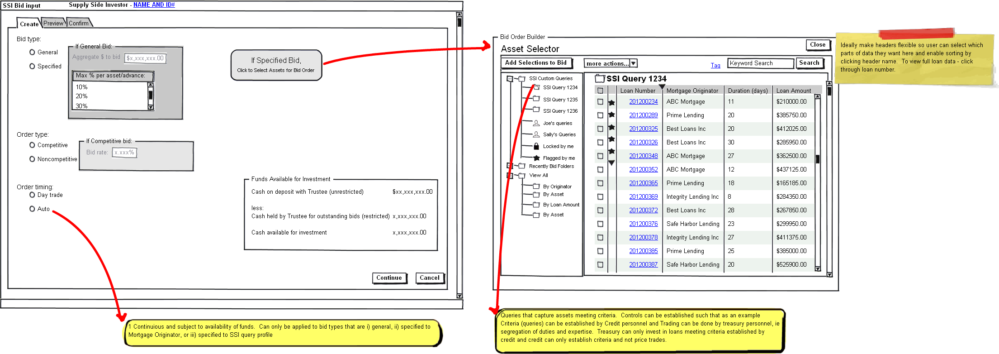 SSI Bid input
Supply Side Investor - NAME AND ID#
Create
Preview
Confirm
Bid type:
General
Specified
If General Bid:
Aggregate $ to bid
$x,xxx,xxx.00
Max % per asset/advance:
10%
20%
30%
If Specified Bid,
Click to Select Assets for Bid Order
Order type:
Competitive
Noncompetitive
If Competitive bid:
Bid rate:
x.xxx%
Order timing:
Day trade
Auto
Funds Available for Investment
Cash on deposit with Trustee (unrestricted) $xx,xxx,xxx.00
less:
Cash held by Trustee for outstanding bids (restricted) x,xxx,xxx.00
Cash available for investment x,xxx,xxx.00
Continue
Cancel
1 Continuious and subject to availability of funds. Can only be applied to bid types that are i) general, ii) specified to
Mortgage Originator, or iii) specified to SSI query profile
Bid Order Builder
Asset Selector
Close
Add Selections to Bid
more actions...
Tag
Keyword Search
Search
SSI Custom Queries
SSI Query 1234
SSI Query 1235
SSI Query 1236
Joe's queries
Sally's Queries
Locked by me
Flagged by me
Recently Bid Folders
View All
By Originator
By Asset
By Loan Amount
By Asset
SSI Query 1234
Loan Number Mortgage Originator Duration (days) Loan Amount
201200234 ABC Mortgage 11 $210000.00
201200289 Prime Lending 20 $385750.00
201200325 Best Loans Inc 20 $412025.00
201200326 Best Loans Inc 30 $285950.00
201200348 ABC Mortgage 27 $362500.00
201200352 ABC Mortgage 12 $437125.00
201200365 Prime Lending 18 $165185.00
201200369 Integrity Lending Inc 8 $284350.00
201200372 Best Loans Inc 28 $267850.00
201200376 Safe Harbor Lending 23 $299950.00
201200378 Integrity Lending Inc 27 $411375.00
201200385 Prime Lending 25 $385000.00
201200387 Safe Harbor Lending 20 $525900.00
Ideally make headers flexible so user can select which
parts of data they want here and enable sorting by
clicking header name. To view full loan data - click
through loan number.
Queries that capture assets meeting criteria. Controls can be established such that as an example
Criteria (queries) can be established by Credit personnel and Trading can be done by treasury personnel, ie
segregation of duties and expertise. Treasury can only invest in loans meeting criteria established by
credit and credit can only establish criteria and not price trades.